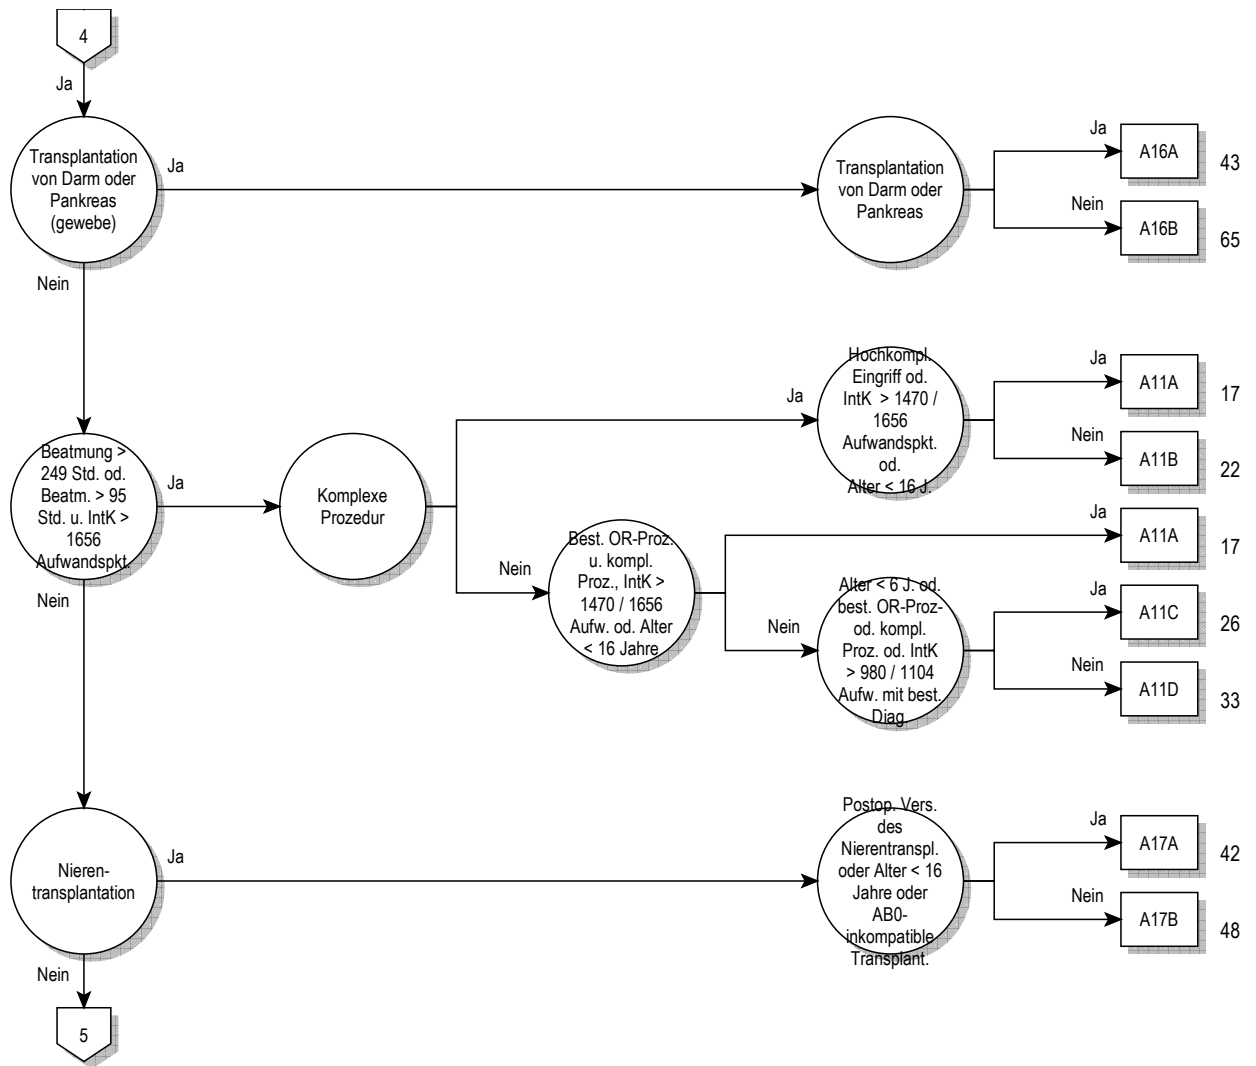 4
Ja
Transplantation
von Darm oder
Pankreas
(gewebe)
Ja
Transplantation
von Darm oder
Pankreas
Ja
A16A
43
Nein
A16B
65
Nein
Beatmung >
249 Std. od.
Beatm. > 95
Std. u. IntK >
1656
Aufwandspkt.
Ja
Komplexe
Prozedur
Ja
Hochkompl.
Eingriff od.
IntK > 1470 /
1656
Aufwandspkt.
od.
Alter < 16 J.
Ja
A11A
17
Nein
A11B
22
Nein
Best. OR-Proz.
u. kompl.
Proz., IntK >
1470 / 1656
Aufw. od. Alter
< 16 Jahre
Ja
A11A
17
Nein
Alter < 6 J. od.
best. OR-Proz-
od. kompl.
Proz. od. IntK
> 980 / 1104
Aufw. mit best.
Diag.
Ja
A11C
26
Nein
A11D
33
Nein
Nieren-
transplantation
Ja
Postop. Vers.
des
Nierentranspl.
oder Alter < 16
Jahre oder
AB0-
inkompatible
Transplant.
Ja
A17A
42
Nein
A17B
48
Nein
5